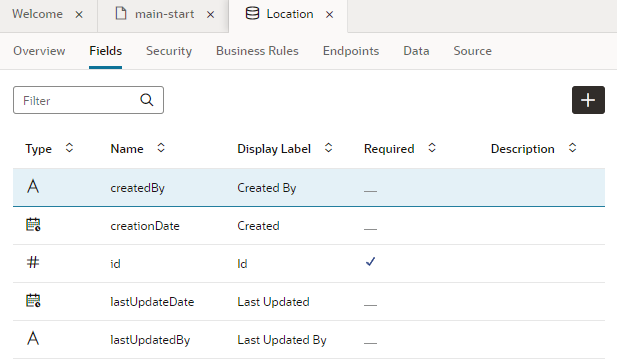 Welcome × main-start × Location ×
Overview Fields Security Business Rules Endpoints Data Source
Filter
Type Name Display Label Required Description
A createdBy Created By
creationDate Created
# id Id
lastUpdateDate Last Updated
A lastUpdatedBy Last Updated By